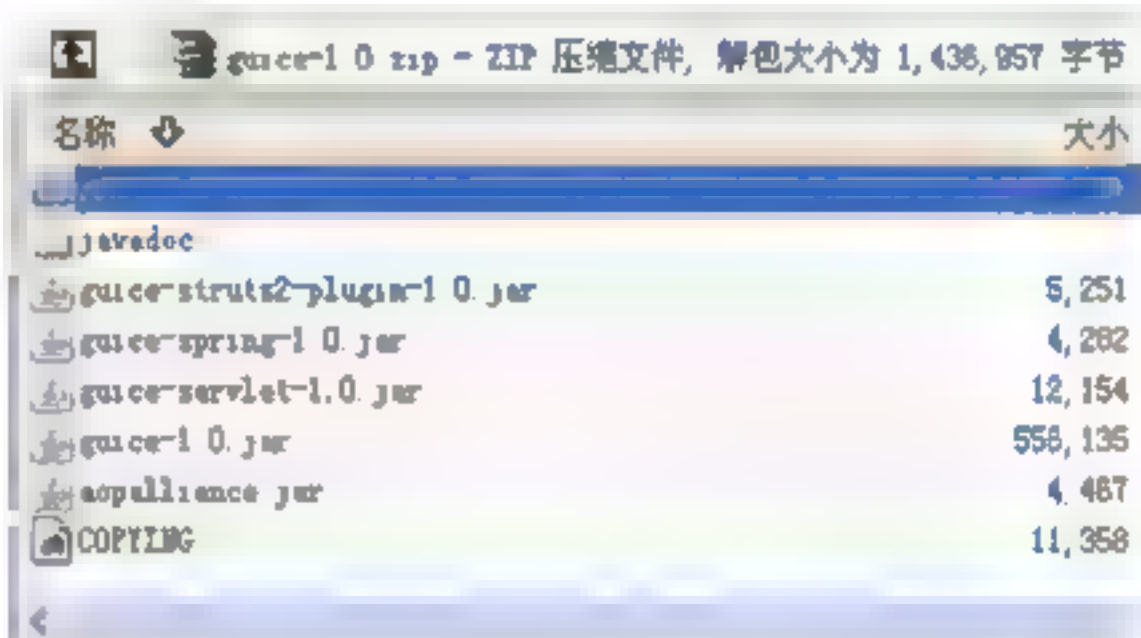 guice-1.0.zip - ZIP 压缩文件, 解包大小为 1,436,957 字节
名称 大小
javadoc
guice-struts2-plugin-1.0.jar 6,251
guice-spring-1.0.jar 4,282
guice-servlet-1.0.jar 12,154
guice-1.0.jar 558,135
aopalliance.jar 4,467
COPYING 11,358